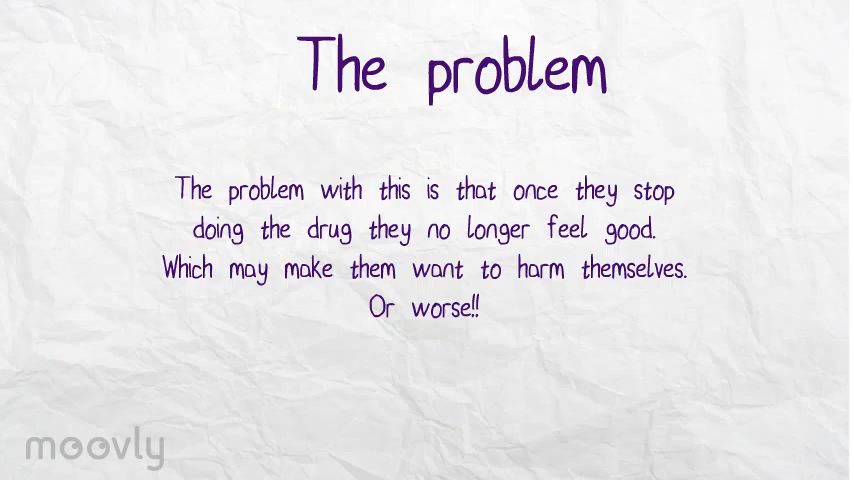 The problem
The problem with this is that once they stop
doing the drug they no longer feel good.
Which may make them want to harm themselves.
Or worse!!
moovly